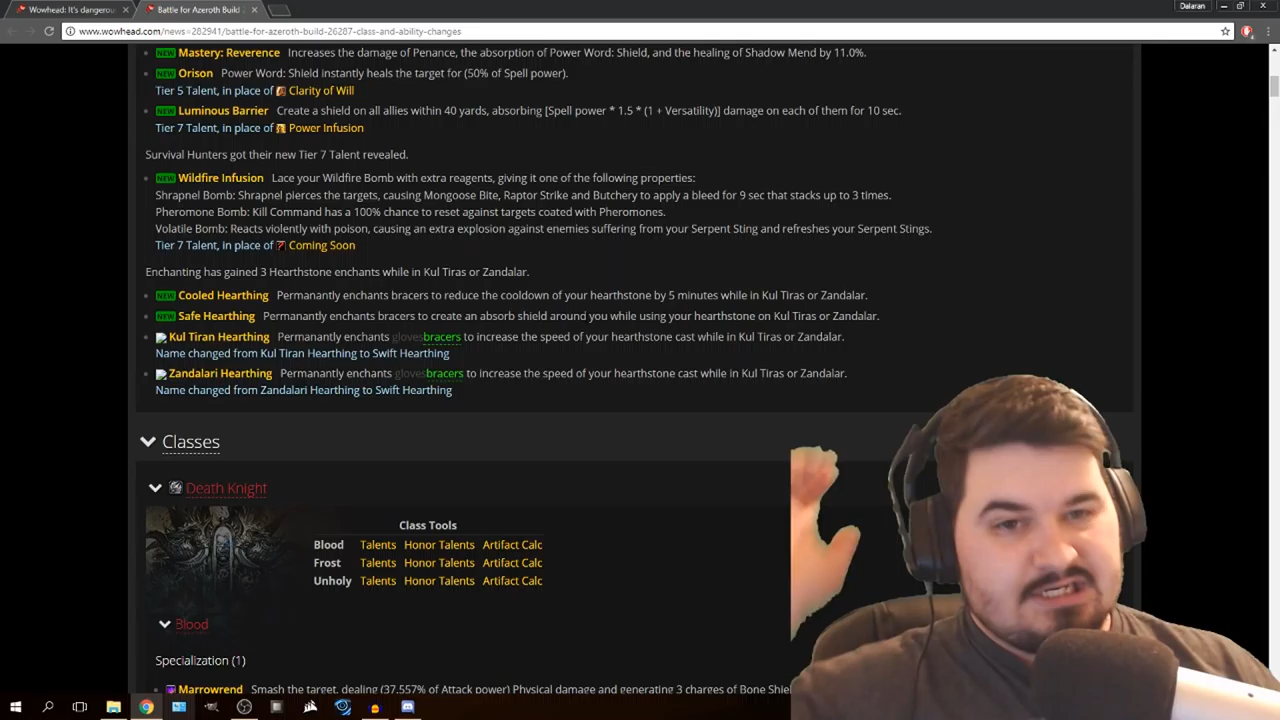 Wowhead: It's dangerou
Battle for Azeroth Build
Dalaran
www.wowhead.com/news=282941/battle-for-azeroth-build-26287-class-and-ability-changes
NEW Mastery: Reverence Increases the damage of Penance, the absorption of Power Word: Shield, and the healing of Shadow Mend by 11.0%.
NEW Orison Power Word: Shield instantly heals the target for (50% of Spell power).
Tier 5 Talent, in place of Clarity of Will
NEW Luminous Barrier Create a shield on all allies within 40 yards, absorbing [Spell power * 1.5 * (1 + Versatility)] damage on each of them for 10 sec.
Tier 7 Talent, in place of Power Infusion
Survival Hunters got their new Tier 7 Talent revealed.
NEW Wildfire Infusion Lace your Wildfire Bomb with extra reagents, giving it one of the following properties:
Shrapnel Bomb: Shrapnel pierces the targets, causing Mongoose Bite, Raptor Strike and Butchery to apply a bleed for 9 sec that stacks up to 3 times.
Pheromone Bomb: Kill Command has a 100% chance to reset against targets coated with Pheromones.
Volatile Bomb: Reacts violently with poison, causing an extra explosion against enemies suffering from your Serpent Sting and refreshes your Serpent Stings.
Tier 7 Talent, in place of ? Coming Soon
Enchanting has gained 3 Hearthstone enchants while in Kul Tiras or Zandalar.
NEW Cooled Hearthing Permanantly enchants bracers to reduce the cooldown of your hearthstone by 5 minutes while in Kul Tiras or Zandalar.
NEW Safe Hearthing Permanantly enchants bracers to create an absorb shield around you while using your hearthstone on Kul Tiras or Zandalar.
Kul Tiran Hearthing Permanantly enchants glovesbracers to increase the speed of your hearthstone cast while in Kul Tiras or Zandalar.
Name changed from Kul Tiran Hearthing to Swift Hearthing
Zandalari Hearthing Permanantly enchants glovesbracers to increase the speed of your hearthstone cast while in Kul Tiras or Zandalar.
Name changed from Zandalari Hearthing to Swift Hearthing
Classes
Death Knight
Class Tools
Blood Talents Honor Talents Artifact Calc
Frost Talents Honor Talents Artifact Calc
Unholy Talents Honor Talents Artifact Calc
Blood
Specialization (1)
Marrowrend Smash the target, dealing (37.557% of Attack power) Physical damage and generating 3 charges of Bone Shiel